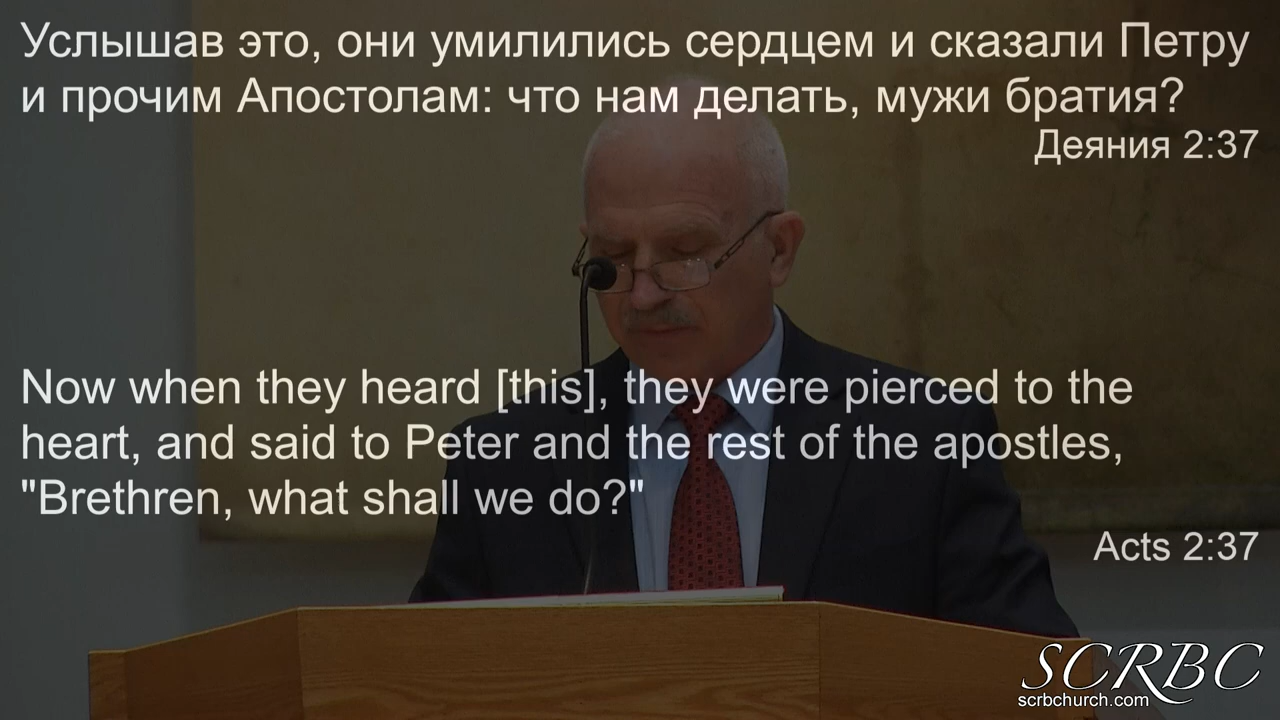 Услышав это, они умилились сердцем и сказали Петру
и прочим Апостолам: что нам делать, мужи братия?
Деяния 2:37
Now when they heard [this], they were pierced to the
heart, and said to Peter and the rest of the apostles,
"Brethren, what shall we do?"
Acts 2:37
SCRBC
scrbchurch.com